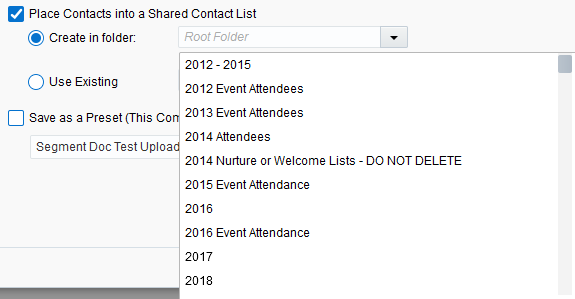 Place Contacts into a Shared Contact List
Create in folder:
Root Folder
2012 - 2015
Use Existing
2012 Event Attendees
2013 Event Attendees
Save as a Preset (This Com
2014 Attendees
Segment Doc Test Upload
2014 Nurture or Welcome Lists - DO NOT DELETE
2015 Event Attendance
2016
2016 Event Attendance
2017
2018